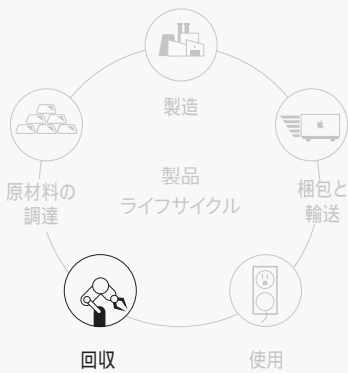 製造
原材料の
調達
製品
ライフサイクル
梱包と
輸送
回収
使用